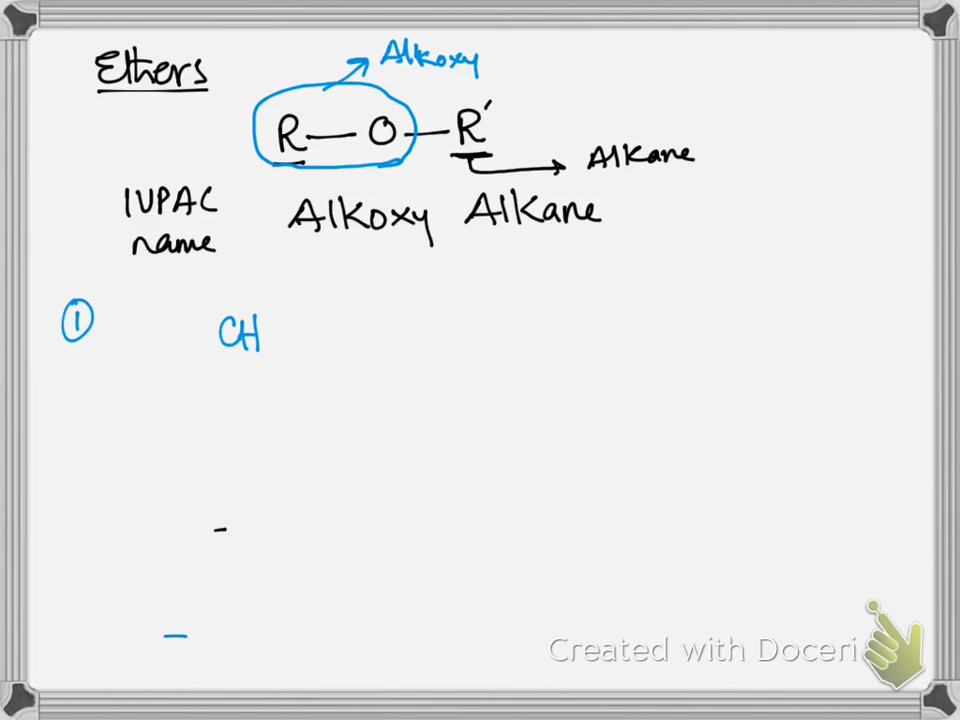 Ethers
Alkoxy
R — O — R'
Alkane
IUPAC name
Alkoxy Alkane
① CH
Created with Doceri